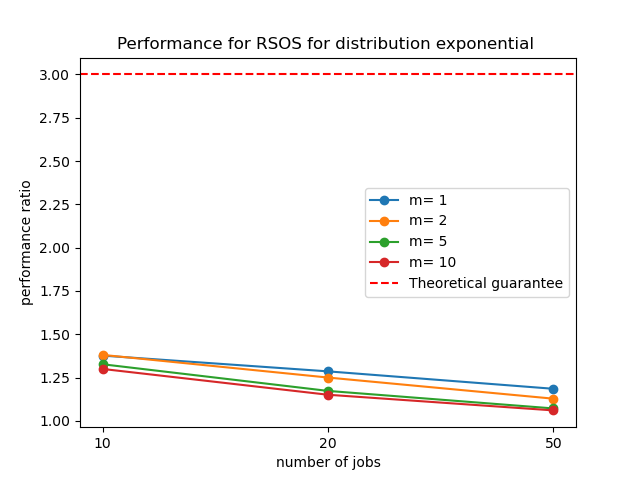 Performance for RSOS for distribution exponential
performance ratio
3.00
2.75
2.50
2.25
2.00
1.75
1.50
1.25
1.00
m= 1
m= 2
m= 5
m= 10
Theoretical guarantee
10
20
50
number of jobs